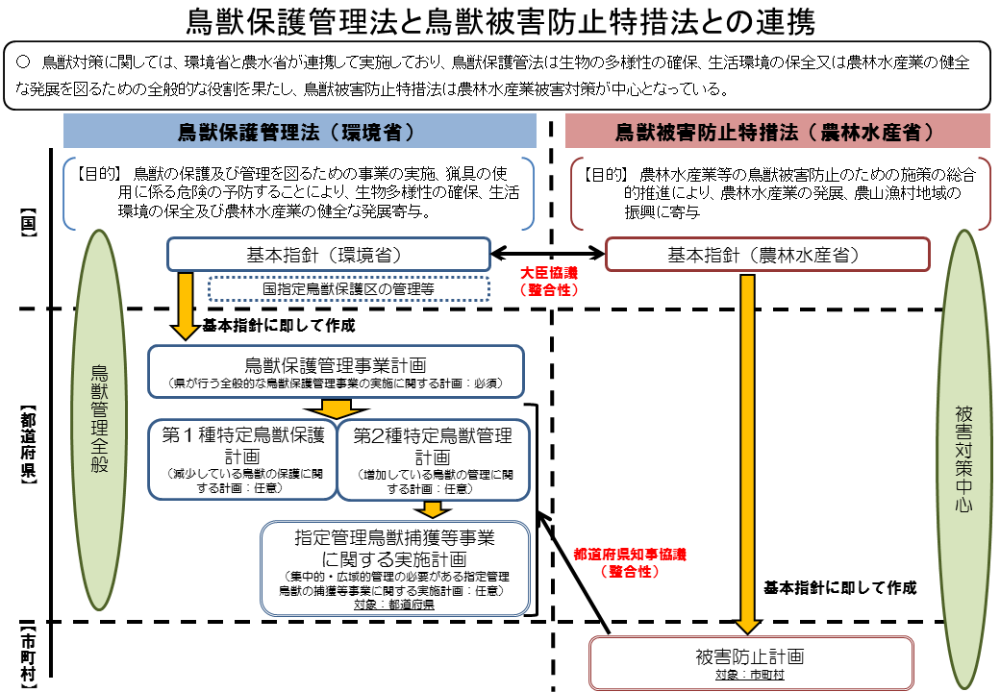 鳥獣保護管理法と鳥獣被害防止特措法との連携
○　鳥獣対策に関しては、環境省と農水省が連携して実施しており、鳥獣保護管法は生物の多様性の確保、生活環境の保全又は農林水産業の健全
な発展を図るための全般的な役割を果たし、鳥獣被害防止特措法は農林水産業被害対策が中心となっている。
鳥獣保護管理法（環境省）
鳥獣被害防止特措法（農林水産省）
【国】
【目的】 鳥獣の保護及び管理を図るための事業の実施、猟具の使
用に係る危険の予防することにより、生物多様性の確保、生活
環境の保全及び農林水産業の健全な発展寄与。
【目的】 農林水産業等の鳥獣被害防止のための施策の総合
的推進により、農林水産業の発展、農山漁村地域の
振興に寄与
基本指針（環境省）
基本指針（農林水産省）
大臣協議
（整合性）
国指定鳥獣保護区の管理等
基本指針に即して作成
【都道府県】
鳥獣管理全般
鳥獣保護管理事業計画
（県が行う全般的な鳥獣保護管理事業の実施に関する計画：必須）
第１種特定鳥獣保護
計画
（減少している鳥獣の保護に関
する計画：任意）
第2種特定鳥獣管理
計画
（増加している鳥獣の管理に関
する計画：任意）
指定管理鳥獣捕獲等事業
に関する実施計画
（集中的・広域的管理の必要がある指定管理
鳥獣の捕獲等事業に関する実施計画：任意）
対象：都道府県
都道府県知事協議
（整合性）
基本指針に即して作成
被害対策中心
【市町村】
被害防止計画
対象：市町村